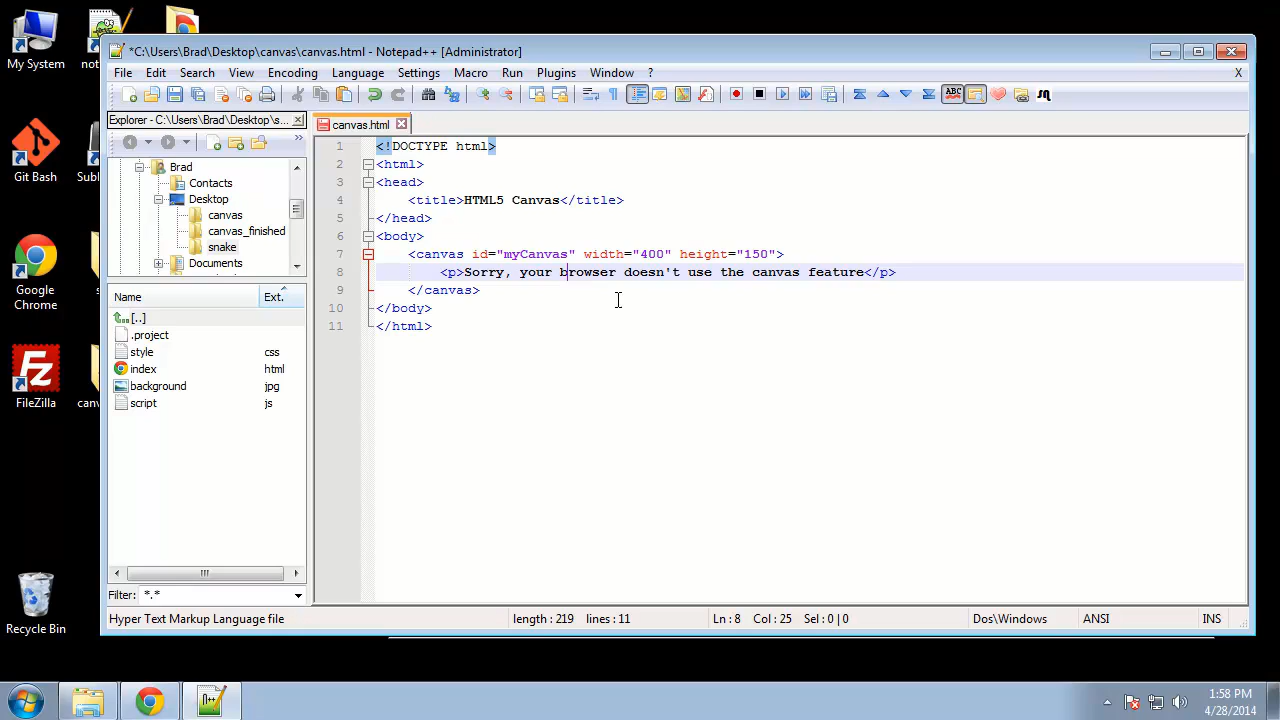 My System
not
Git Bash
Subl
Google
Chrome
FileZilla
canv
Recycle Bin
*C:\Users\Brad\Desktop\canvas\canvas.html - Notepad++ [Administrator]
File Edit Search View Encoding Language Settings Macro Run Plugins Window ? X
ABC
Explorer - C:\Users\Brad\Desktop\s...
Brad
Contacts
Desktop
canvas
canvas_finished
snake
Documents
Name Ext.
[..]
.project
style css
index html
background jpg
script js
Filter: *.*
canvas.html
1 <!DOCTYPE html>
2 <html>
3 <head>
4 <title>HTML5 Canvas</title>
5 </head>
6 <body>
7 <canvas id="myCanvas" width="400" height="150">
8 <p>Sorry, your browser doesn't use the canvas feature</p>
9 </canvas>
10 </body>
11 </html>
Hyper Text Markup Language file length : 219 lines : 11 Ln : 8 Col : 25 Sel : 0 | 0 Dos\Windows ANSI INS
1:58 PM
4/28/2014